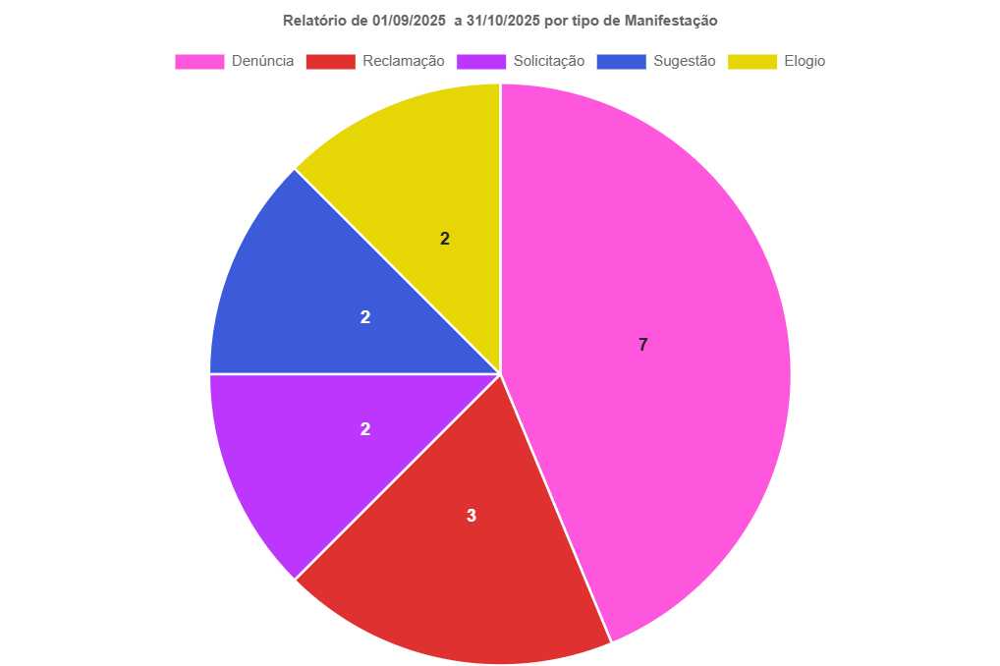 Relatório de 01/09/2025  a 31/10/2025 por tipo de Manifestação
Denúncia Reclamação Solicitação Sugestão Elogio
2
2
7
2
3